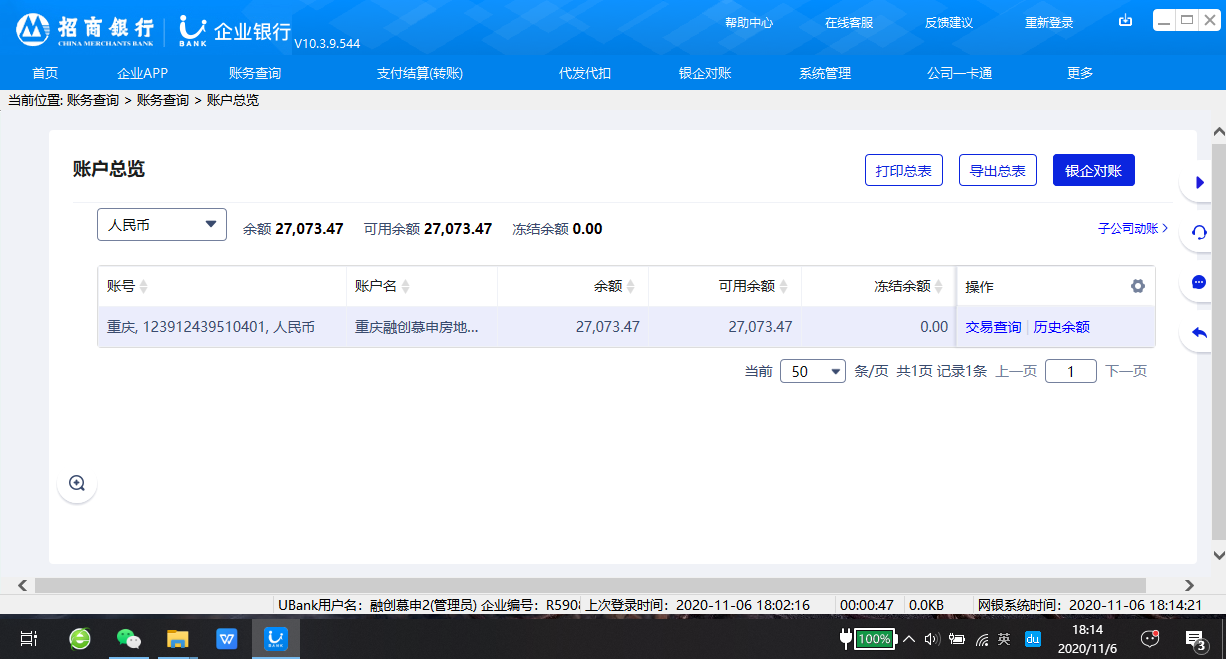 招商银行 CHINA MERCHANTS BANK U BANK 企业银行 V10.3.9.544 帮助中心 在线客服 反馈建议 重新登录
首页 企业APP 账务查询 支付结算(转账) 代发代扣 银企对账 系统管理 公司一卡通 更多
当前位置: 账务查询 > 账务查询 > 账户总览
账户总览 打印总表 导出总表 银企对账
人民币 余额 27,073.47 可用余额 27,073.47 冻结余额 0.00 子公司动账 >
账号 账户名 余额 可用余额 冻结余额 操作
重庆, 123912439510401, 人民币 重庆融创慕申房地... 27,073.47 27,073.47 0.00 交易查询 历史余额
当前 50 条/页 共1页 记录1条 上一页 1 下一页
UBank用户名: 融创慕申2(管理员) 企业编号: R5908 上次登录时间: 2020-11-06 18:02:16 00:00:47 0.0KB 网银系统时间: 2020-11-06 18:14:21
W U BANK 100% 英 du 18:14 3
2020/11/6